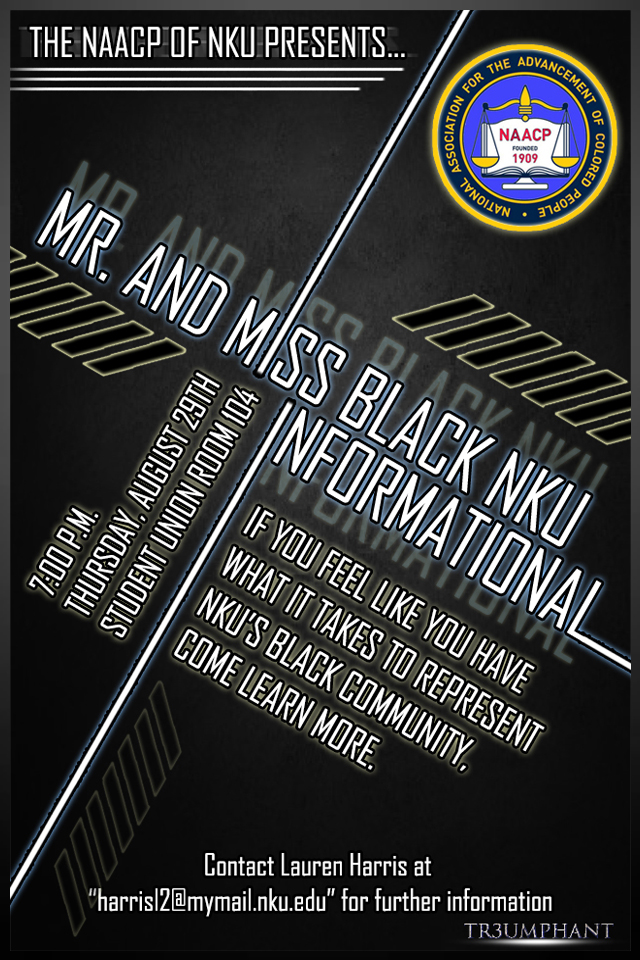 THE NAACP OF NKU PRESENTS...
NATIONAL ASSOCIATION FOR THE ADVANCEMENT OF COLORED PEOPLE •
NAACP
FOUNDED
1909
MR. AND MISS BLACK NKU
INFORMATIONAL
7:00 P.M.
THURSDAY, AUGUST 29TH
STUDENT UNION ROOM 104
IF YOU FEEL LIKE YOU HAVE
WHAT IT TAKES TO REPRESENT
NKU'S BLACK COMMUNITY,
COME LEARN MORE.
Contact Lauren Harris at
“harrisl2@mymail.nku.edu” for further information
TR3UMPHANT